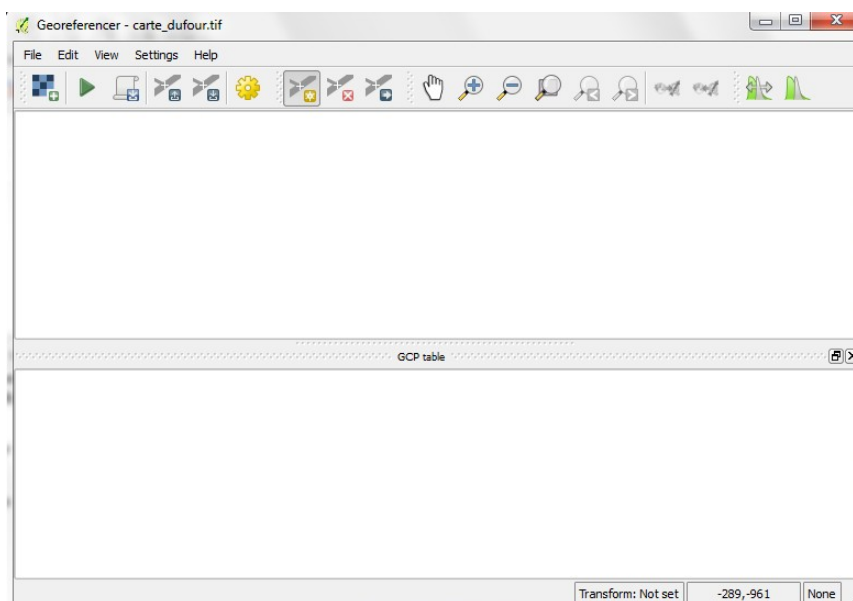 Georeferencer - carte_dufour.tif
File Edit View Settings Help
GCP table
Transform: Not set -289,-961 None